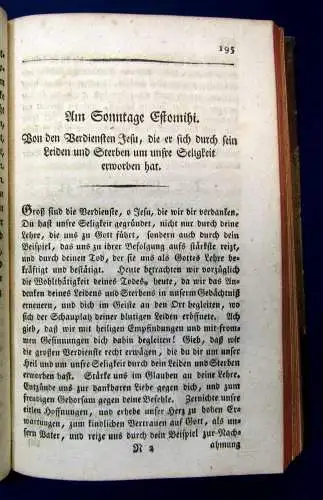 195
Am Sonntage Estomihi.
Von den Verdiensten Jesu, die er sich durch sein
Leiden und Sterben um unsre Seligkeit
erworben hat.
Groß sind die Verdienste, o Jesu, die wir dir verdanken.
Du hast unsre Seligkeit gegründet, nicht nur durch deine
Lehre, die uns zu Gott führt, sondern auch durch dein
Beispiel, das uns zu ihrer Befolgung aufs stärkste reizt,
und durch deinen Tod, der sie uns als Gottes Lehre be-
kräftigt und bestätigt. Heute betrachten wir vorzüglich
die Wohlthätigkeit deines Todes, heute, da wir das An-
denken deines Leidens und Sterbens in unserm Gedächtniß
erneuern, und dich im Geiste an den Ort begleiten, wo
sich der Schauplatz deiner blutigen Leiden eröffnete. Ach
gieb, daß wir mit heiligen Empfindungen und mit from-
men Gesinnungen dich dahin begleiten! Gieb, daß wir
die großen Verdienste recht erwägen, die du dir um unser
Heil und um unsre Seligkeit durch dein Leiden und Sterben
erworben hast. Stärke uns im Glauben an deine Lehre.
Entzünde uns zur dankbaren Liebe gegen dich, und zum
freudigen Gehorsam gegen deine Befehle. Zernichte unsre
eitlen Hoffnungen, und erhebe unser Herz zu hohen Er-
wartungen, zum kindlichen Vertrauen auf Gott, als un-
sern Vater, und reize uns durch dein Beispiel zur Nach-
N 2 ahmung